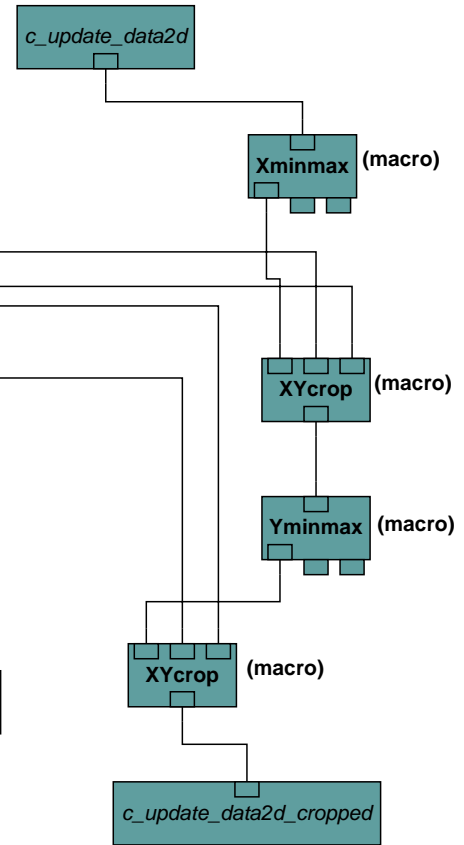 c_update_data2d
Xminmax (macro)
XYcrop (macro)
Yminmax (macro)
XYcrop (macro)
c_update_data2d_cropped